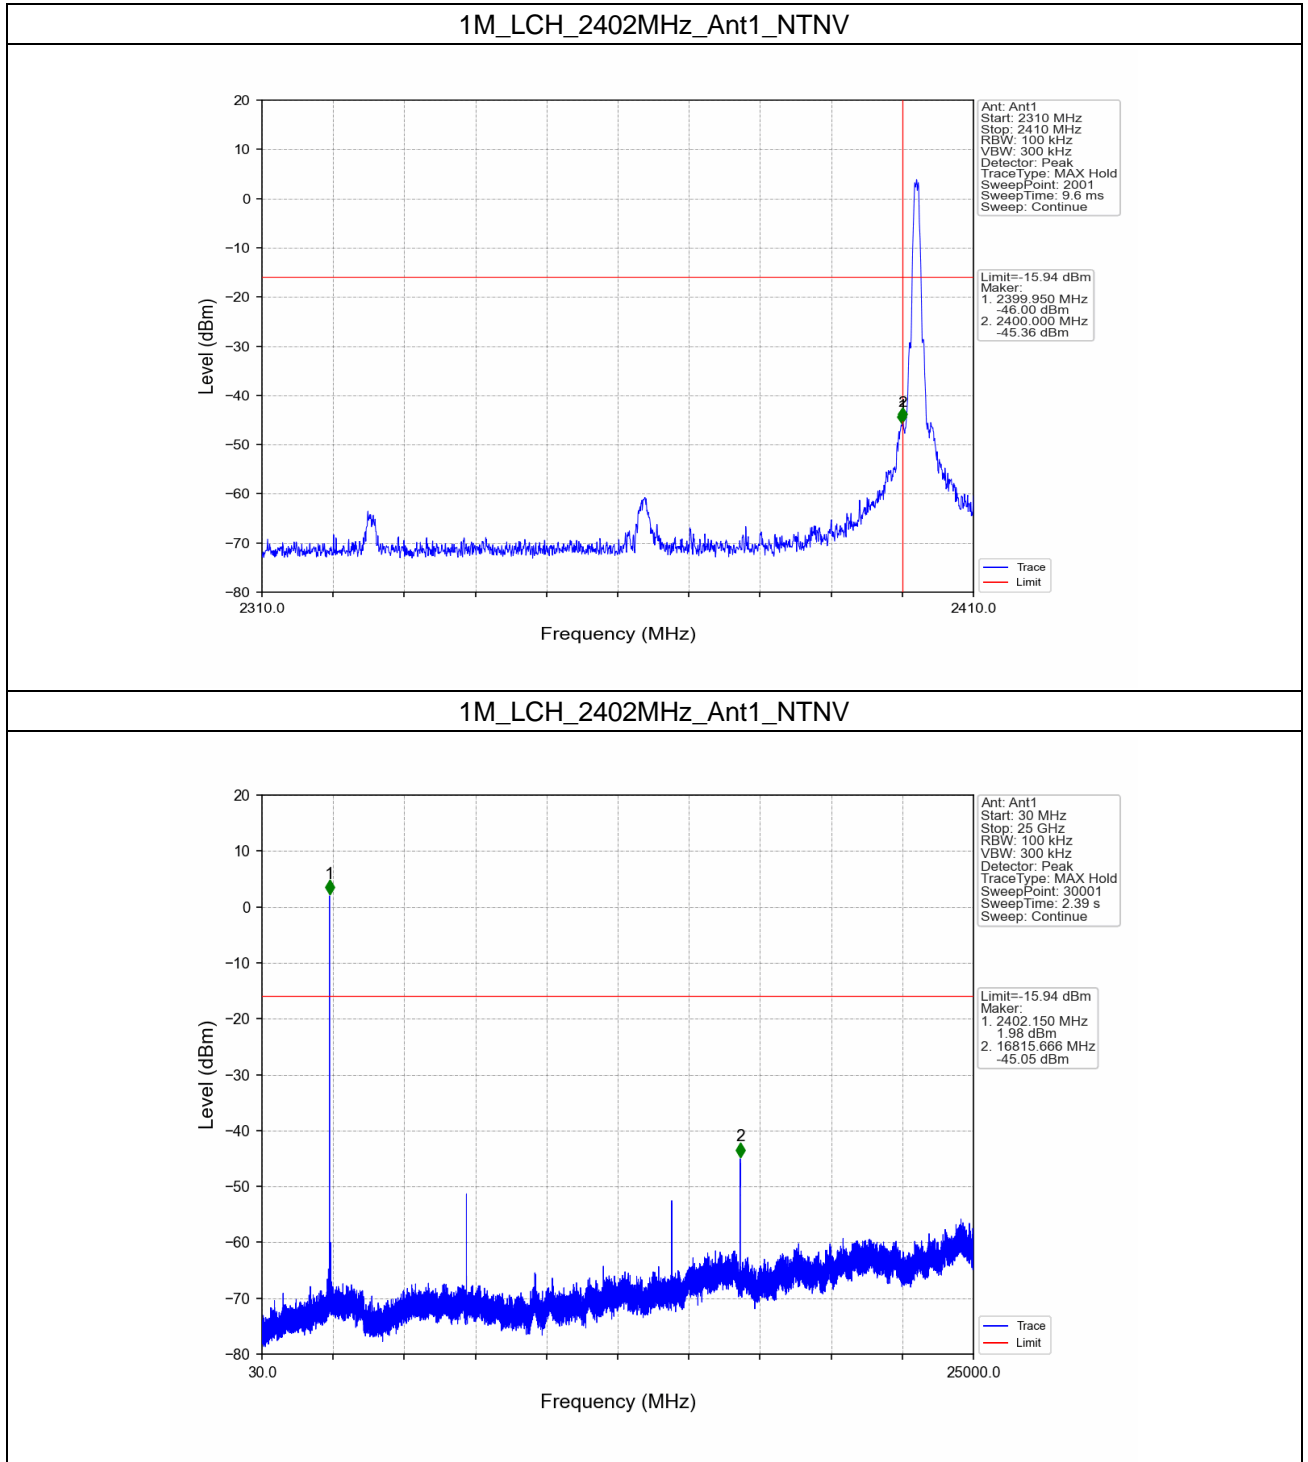 1M_LCH_2402MHz_Ant1_NTNV
20
10
0
−10
−20
−30
−40
−50
−60
−70
−80
Level (dBm)
2310.0
2410.0
Frequency (MHz)
2
Ant: Ant1
Start: 2310 MHz
Stop: 2410 MHz
RBW: 100 kHz
VBW: 300 kHz
Detector: Peak
TraceType: MAX Hold
SweepPoint: 2001
SweepTime: 9.6 ms
Sweep: Continue
Limit=-15.94 dBm
Maker:
1. 2399.950 MHz
-46.00 dBm
2. 2400.000 MHz
-45.36 dBm
Trace
Limit
1M_LCH_2402MHz_Ant1_NTNV
20
10
0
−10
−20
−30
−40
−50
−60
−70
−80
Level (dBm)
30.0
25000.0
Frequency (MHz)
1
2
Ant: Ant1
Start: 30 MHz
Stop: 25 GHz
RBW: 100 kHz
VBW: 300 kHz
Detector: Peak
TraceType: MAX Hold
SweepPoint: 30001
SweepTime: 2.39 s
Sweep: Continue
Limit=-15.94 dBm
Maker:
1. 2402.150 MHz
1.98 dBm
2. 16815.666 MHz
-45.05 dBm
Trace
Limit